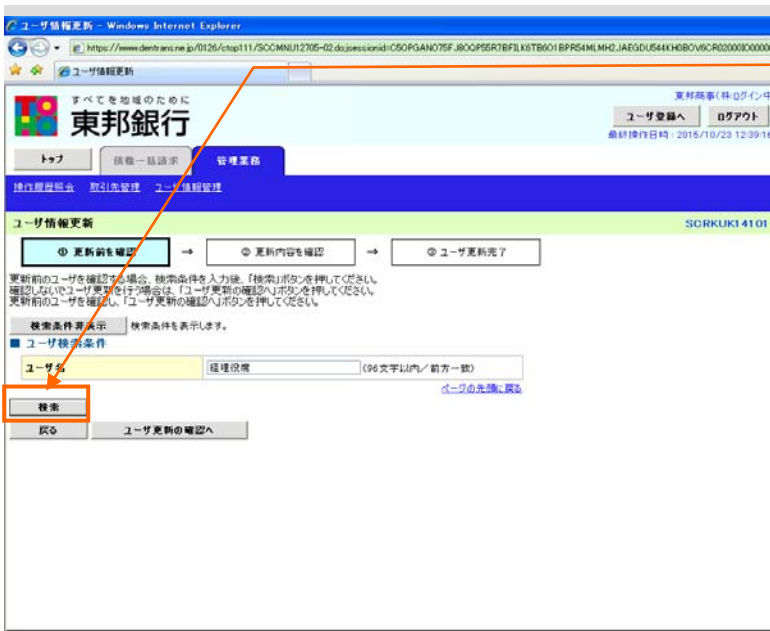 ユーザ情報更新 - Windows Internet Explorer
ユーザ情報更新
すべてを地域のために
東邦銀行
東邦商事(株:ログイン中
ユーザ登録へ ログアウト
最終操作日時：2015/10/23 12:39:16
トップ 債権一括請求 管理業務
操作履歴照会 取引先管理 ユーザ情報管理
ユーザ情報更新 SCRKUK14101
① 更新前を確認 → ② 更新内容を確認 → ③ ユーザ更新完了
更新前のユーザを確認する場合、検索条件を入力後、「検索」ボタンを押してください。
確認しないでユーザ更新を行う場合は、「ユーザ更新の確認へ」ボタンを押してください。
更新前のユーザを確認し、「ユーザ更新の確認へ」ボタンを押してください。
検索条件非表示 検索条件を表示します。
■ ユーザ検索条件
ユーザ名 経理役席 (96文字以内／前方一致)
ページの先頭に戻る
検索
戻る ユーザ更新の確認へ